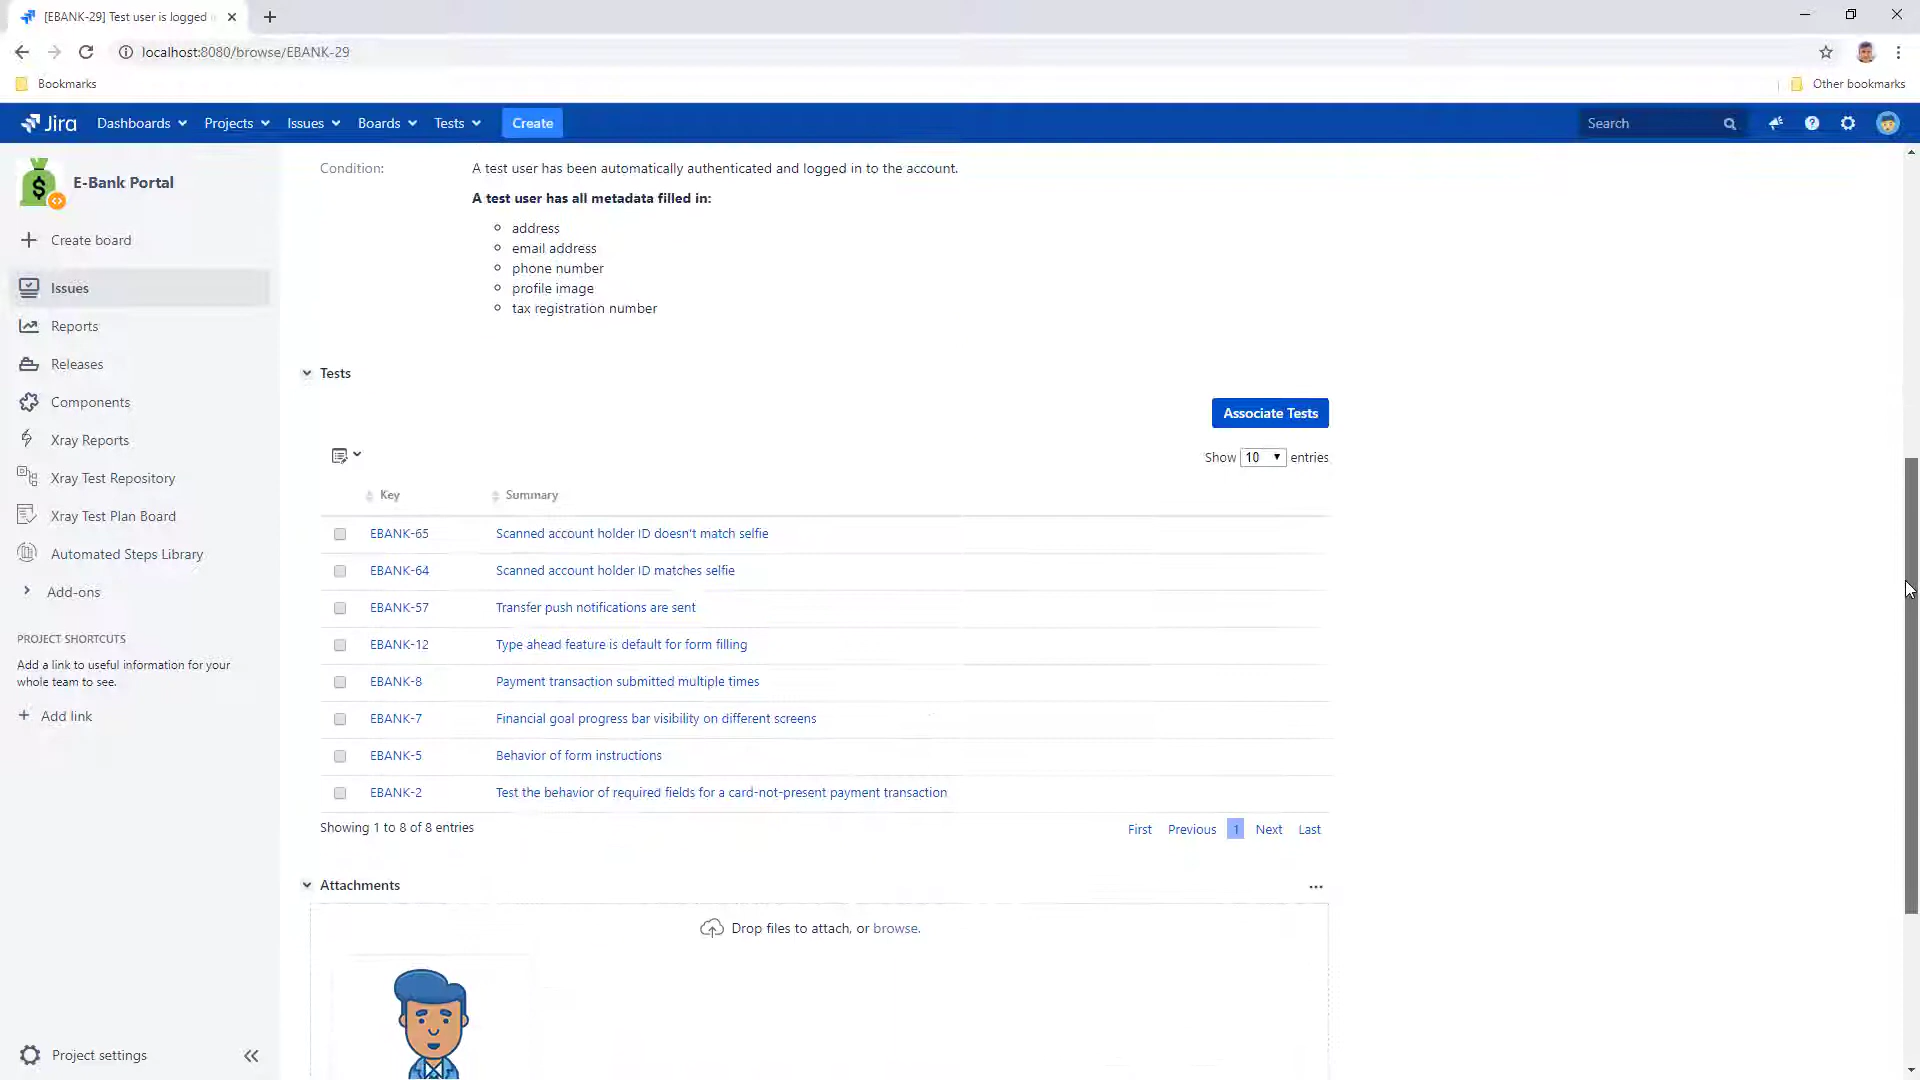 [EBANK-29] Test user is logged
localhost:8080/browse/EBANK-29
Bookmarks
Other bookmarks
Jira
Dashboards
Projects
Issues
Boards
Tests
Create
Search
E-Bank Portal
Create board
Issues
Reports
Releases
Components
Xray Reports
Xray Test Repository
Xray Test Plan Board
Automated Steps Library
Add-ons
PROJECT SHORTCUTS
Add a link to useful information for your
whole team to see.
+ Add link
Project settings
Condition:
A test user has been automatically authenticated and logged in to the account.
A test user has all metadata filled in:
address
email address
phone number
profile image
tax registration number
Tests
Associate Tests
Show 10 entries
Key Summary
EBANK-65 Scanned account holder ID doesn't match selfie
EBANK-64 Scanned account holder ID matches selfie
EBANK-57 Transfer push notifications are sent
EBANK-12 Type ahead feature is default for form filling
EBANK-8 Payment transaction submitted multiple times
EBANK-7 Financial goal progress bar visibility on different screens
EBANK-5 Behavior of form instructions
EBANK-2 Test the behavior of required fields for a card-not-present payment transaction
Showing 1 to 8 of 8 entries
First Previous 1 Next Last
Attachments
Drop files to attach, or browse.